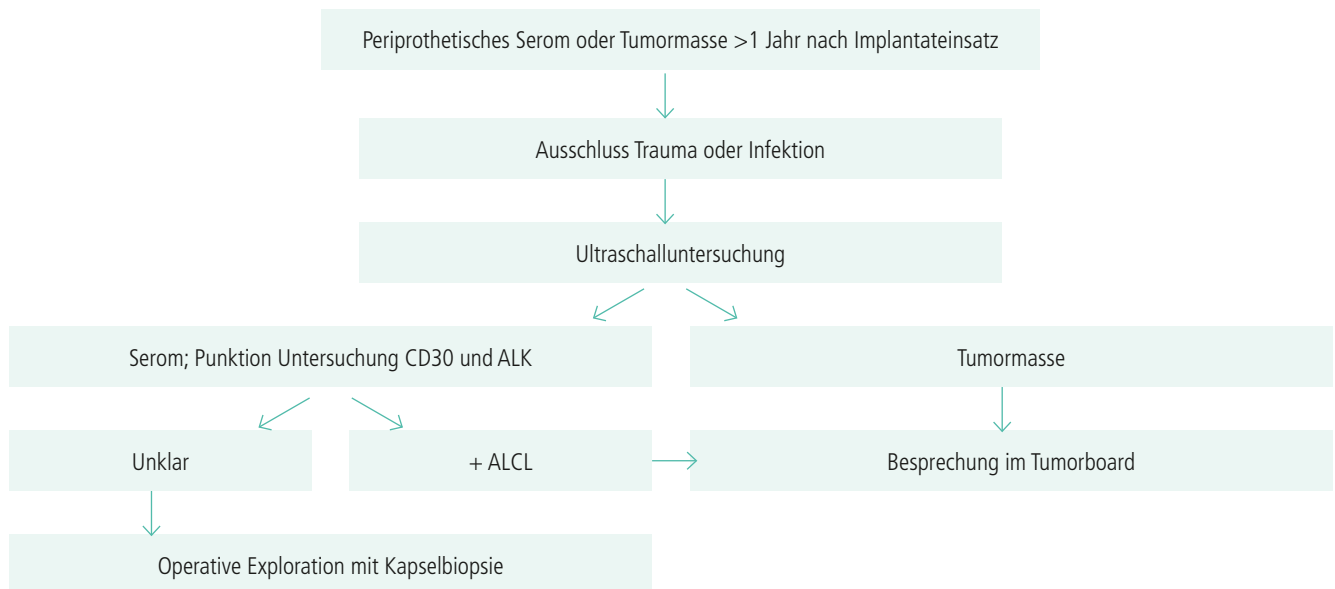 Periprothetisches Serom oder Tumormasse >1 Jahr nach Implantateinsatz
Ausschluss Trauma oder Infektion
Ultraschalluntersuchung
Serom; Punktion Untersuchung CD30 und ALK
Tumormasse
Unklar
+ ALCL
Besprechung im Tumorboard
Operative Exploration mit Kapselbiopsie